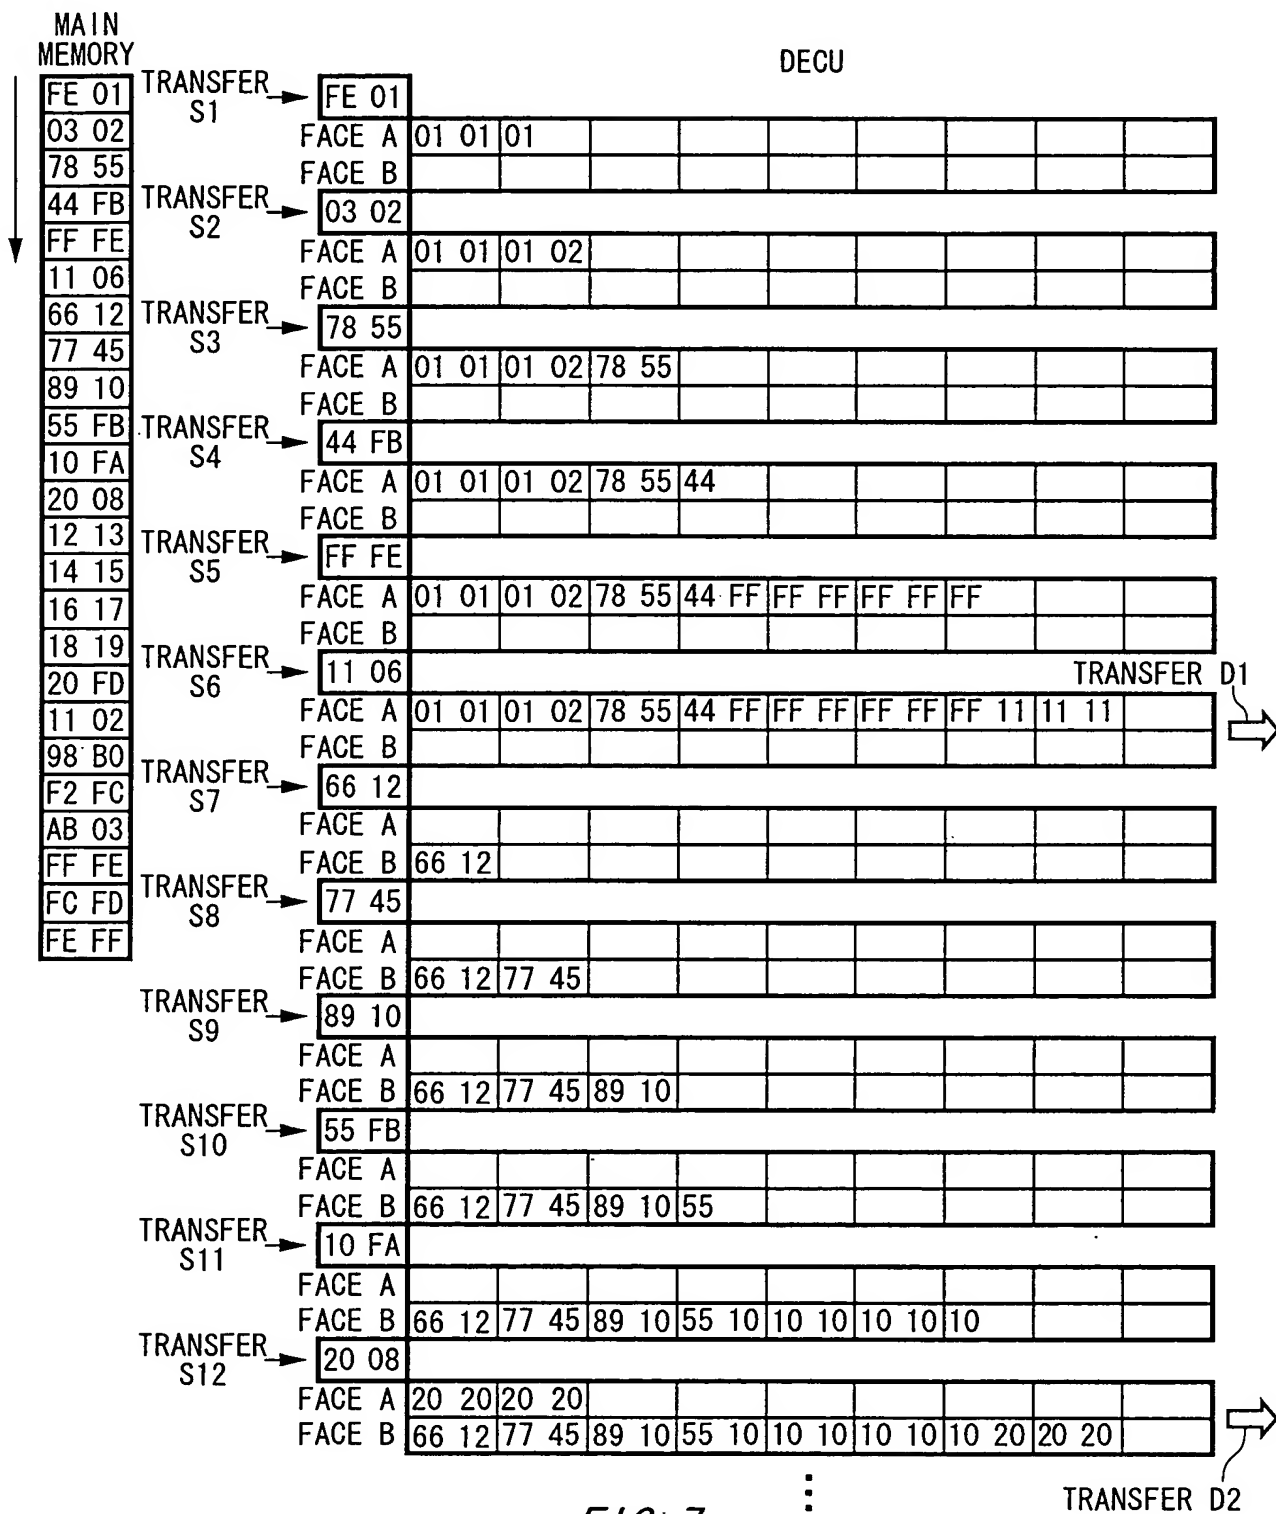 MAIN
MEMORY
FE 01
03 02
78 55
44 FB
FF FE
11 06
66 12
77 45
89 10
55 FB
10 FA
20 08
12 13
14 15
16 17
18 19
20 FD
11 02
98 B0
F2 FC
AB 03
FF FE
FC FD
FE FF
DECU
TRANSFER S1
FE 01
FACE A 01 01 01
FACE B
TRANSFER S2
03 02
FACE A 01 01 01 02
FACE B
TRANSFER S3
78 55
FACE A 01 01 01 02 78 55
FACE B
TRANSFER S4
44 FB
FACE A 01 01 01 02 78 55 44
FACE B
TRANSFER S5
FF FE
FACE A 01 01 01 02 78 55 44 FF FF FF FF FF FF
FACE B
TRANSFER S6
11 06
TRANSFER D1
FACE A 01 01 01 02 78 55 44 FF FF FF FF FF FF 11 11 11
FACE B
TRANSFER S7
66 12
FACE A
FACE B 66 12
TRANSFER S8
77 45
FACE A
FACE B 66 12 77 45
TRANSFER S9
89 10
FACE A
FACE B 66 12 77 45 89 10
TRANSFER S10
55 FB
FACE A
FACE B 66 12 77 45 89 10 55
TRANSFER S11
10 FA
FACE A
FACE B 66 12 77 45 89 10 55 10 10 10 10 10 10
TRANSFER S12
20 08
FACE A 20 20 20 20
FACE B 66 12 77 45 89 10 55 10 10 10 10 10 10 20 20 20
TRANSFER D2